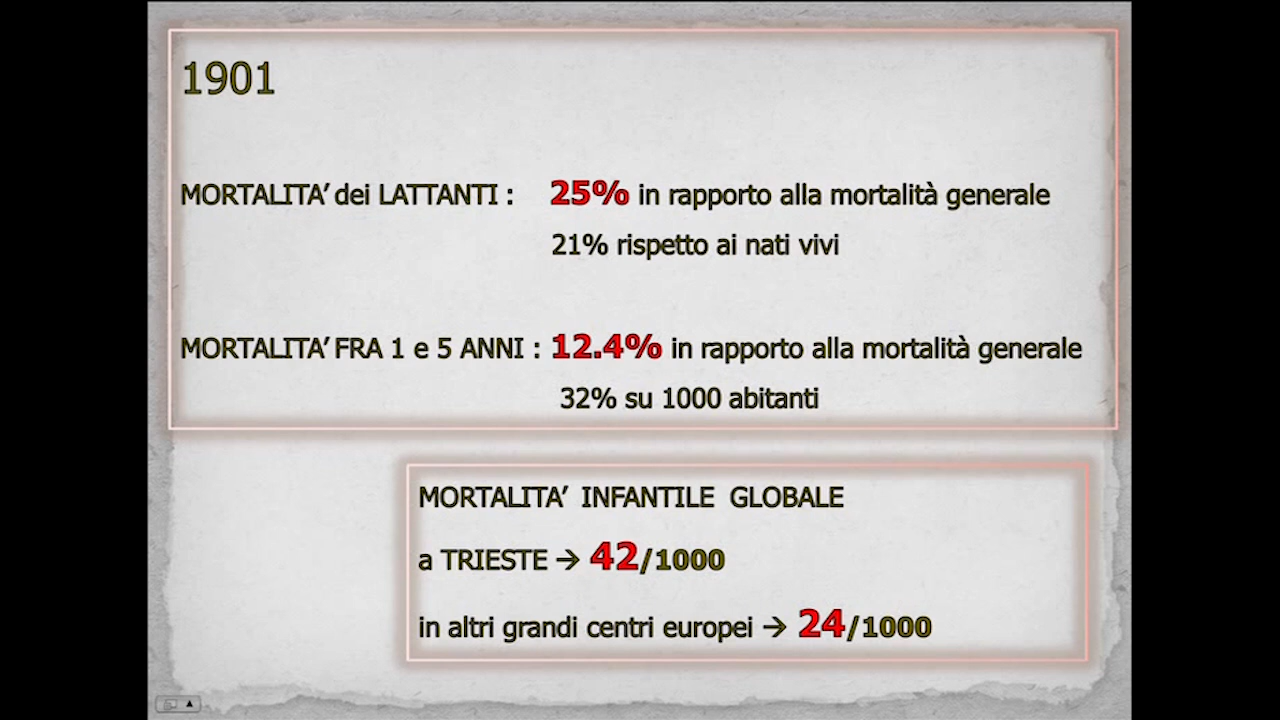 1901
MORTALITA’ dei LATTANTI : 25% in rapporto alla mortalità generale
21% rispetto ai nati vivi
MORTALITA’ FRA 1 e 5 ANNI : 12.4% in rapporto alla mortalità generale
32% su 1000 abitanti
MORTALITA’ INFANTILE GLOBALE
a TRIESTE → 42/1000
in altri grandi centri europei → 24/1000